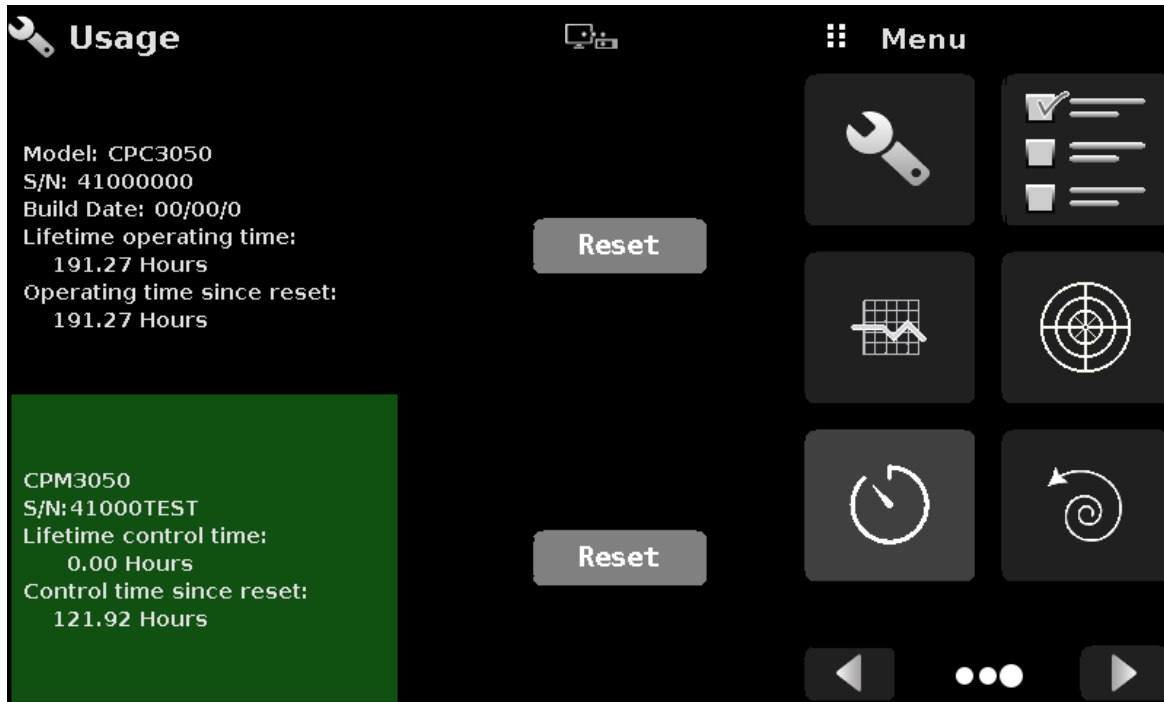 Usage
Menu
Model: CPC3050
S/N: 41000000
Build Date: 00/00/0
Lifetime operating time:
191.27 Hours
Operating time since reset:
191.27 Hours
Reset
CPM3050
S/N:41000TEST
Lifetime control time:
0.00 Hours
Control time since reset:
121.92 Hours
Reset